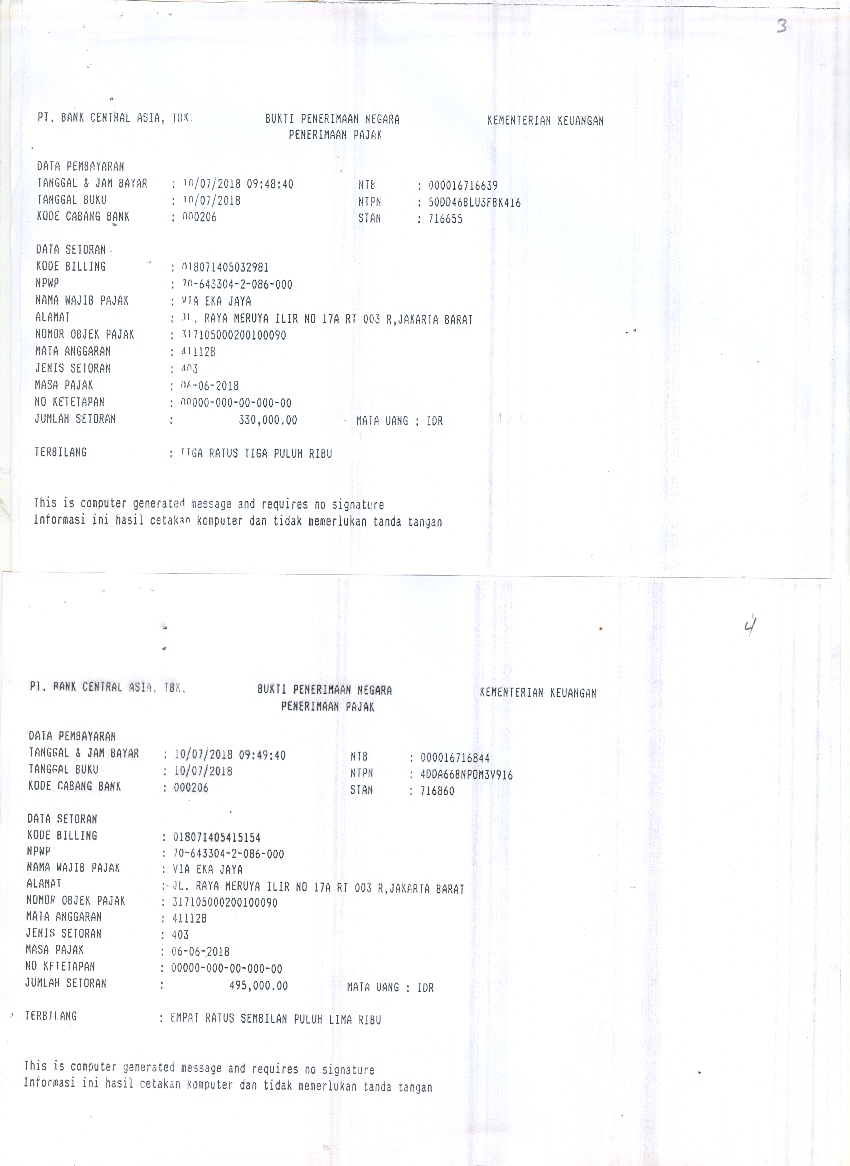 3
PT. BANK CENTRAL ASIA, TBK. BUKTI PENERIMAAN NEGARA KEMENTERIAN KEUANGAN
PENERIMAAN PAJAK
DATA PEMBAYARAN
TANGGAL & JAM BAYAR : 10/07/2018 09:48:40 NTB : 000016716639
TANGGAL BUKU : 10/07/2018 NTPN : 50DD46BLU3FBK416
KODE CABANG BANK : 000206 STAN : 716655
DATA SETORAN
KODE BILLING : 018071405032981
NPWP : 70-643304-2-086-000
NAMA WAJIB PAJAK : VIA EKA JAYA
ALAMAT : JL. RAYA MERUYA ILIR NO 17A RT 003 R,JAKARTA BARAT
NOMOR OBJEK PAJAK : 317105000200100090
MATA ANGGARAN : 411128
JENIS SETORAN : 403
MASA PAJAK : 06-06-2018
NO KETETAPAN : 00000-000-00-000-00
JUMLAH SETORAN : 330,000.00 MATA UANG : IDR
TERBILANG : TIGA RATUS TIGA PULUH RIBU
This is computer generated message and requires no signature
Informasi ini hasil cetakan komputer dan tidak memerlukan tanda tangan
4
PT. BANK CENTRAL ASIA, TBK. BUKTI PENERIMAAN NEGARA KEMENTERIAN KEUANGAN
PENERIMAAN PAJAK
DATA PEMBAYARAN
TANGGAL & JAM BAYAR : 10/07/2018 09:49:40 NTB : 000016716844
TANGGAL BUKU : 10/07/2018 NTPN : 4DDA66BNPOM3V916
KODE CABANG BANK : 000206 STAN : 716860
DATA SETORAN
KODE BILLING : 018071405415154
NPWP : 70-643304-2-086-000
NAMA WAJIB PAJAK : VIA EKA JAYA
ALAMAT : JL. RAYA MERUYA ILIR NO 17A RT 003 R,JAKARTA BARAT
NOMOR OBJEK PAJAK : 317105000200100090
MATA ANGGARAN : 411128
JENIS SETORAN : 403
MASA PAJAK : 06-06-2018
NO KETETAPAN : 00000-000-00-000-00
JUMLAH SETORAN : 495,000.00 MATA UANG : IDR
TERBILANG : EMPAT RATUS SEMBILAN PULUH LIMA RIBU
This is computer generated message and requires no signature
Informasi ini hasil cetakan komputer dan tidak memerlukan tanda tangan